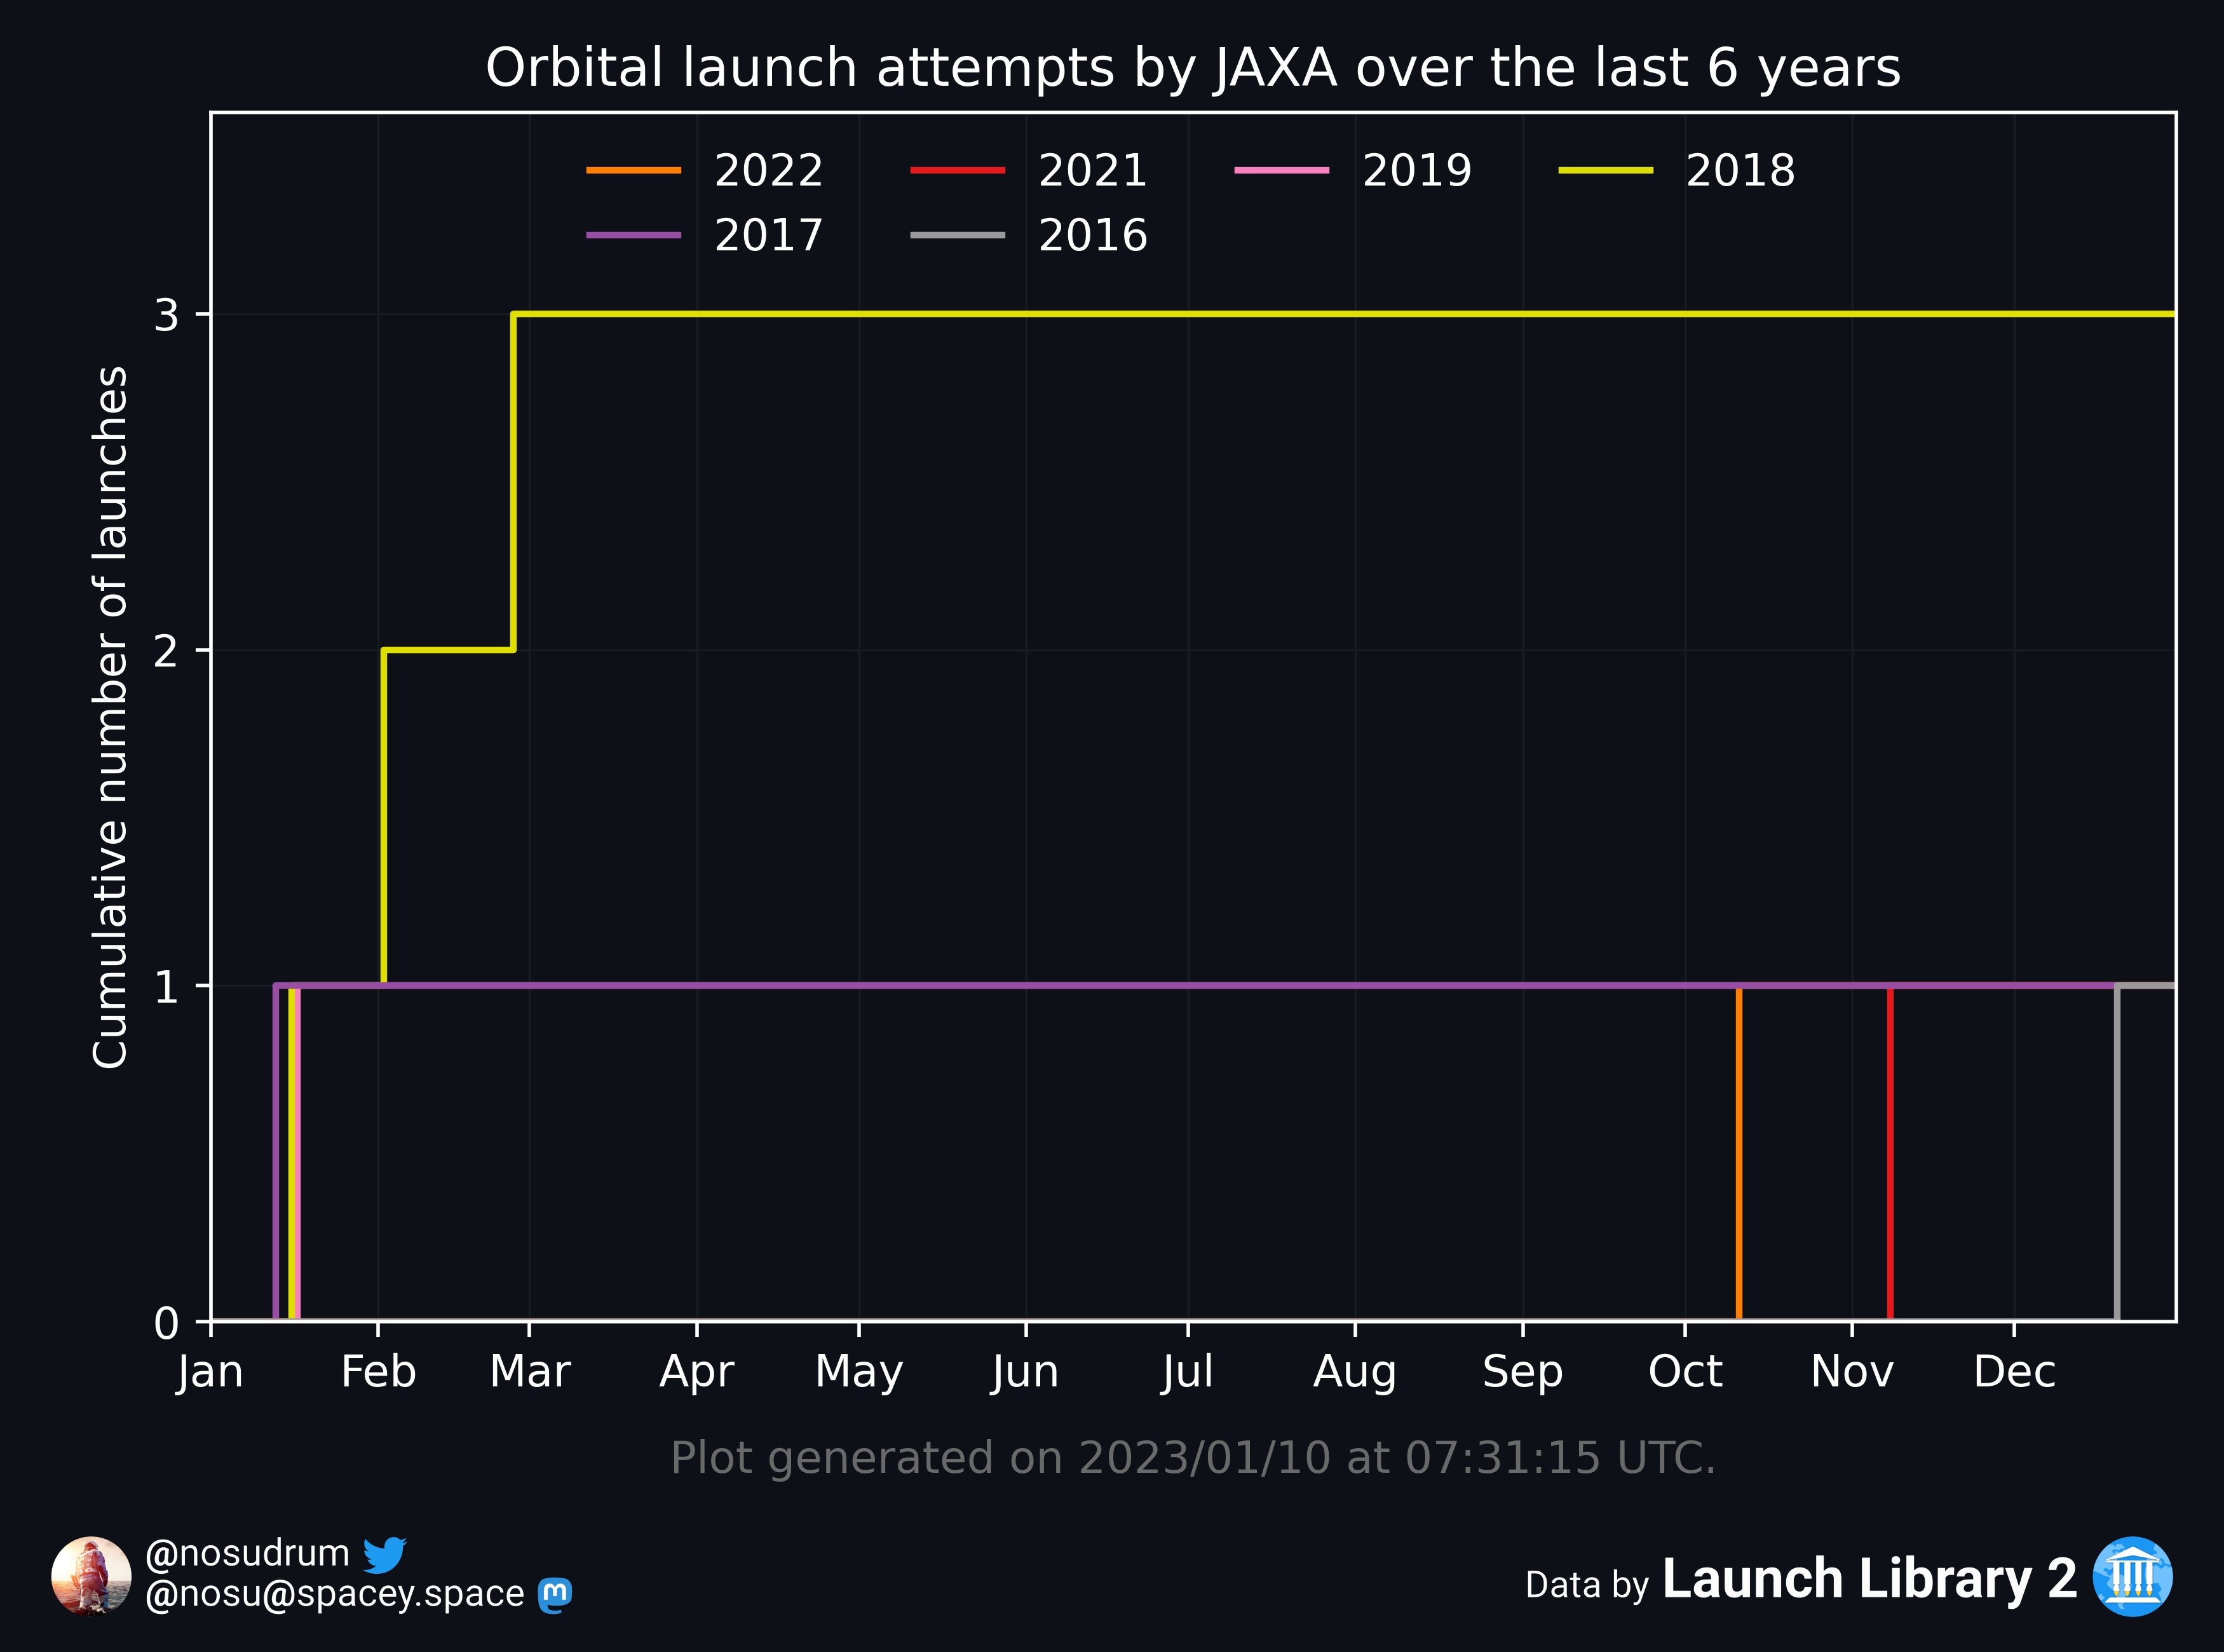 Orbital launch attempts by JAXA over the last 6 years
2022 2021 2019 2018
2017 2016
Cumulative number of launches
3
2
1
0
Jan Feb Mar Apr May Jun Jul Aug Sep Oct Nov Dec
Plot generated on 2023/01/10 at 07:31:15 UTC.
@nosudrum
@nosu@spacey.space
Data by Launch Library 2